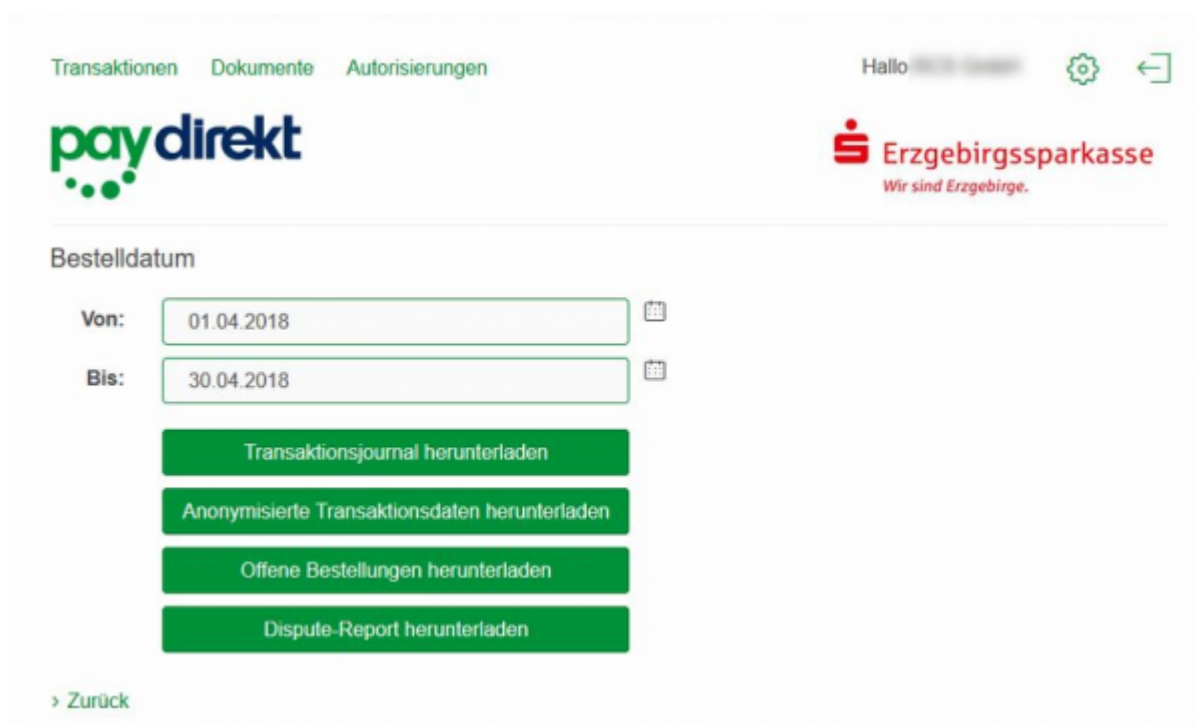 Transaktionen Dokumente Autorisierungen Hallo
paydirekt
Erzgebirgssparkasse
Wir sind Erzgebirge.
Bestelldatum
Von: 01.04.2018
Bis: 30.04.2018
Transaktionsjournal herunterladen
Anonymisierte Transaktionsdaten herunterladen
Offene Bestellungen herunterladen
Dispute-Report herunterladen
› Zurück